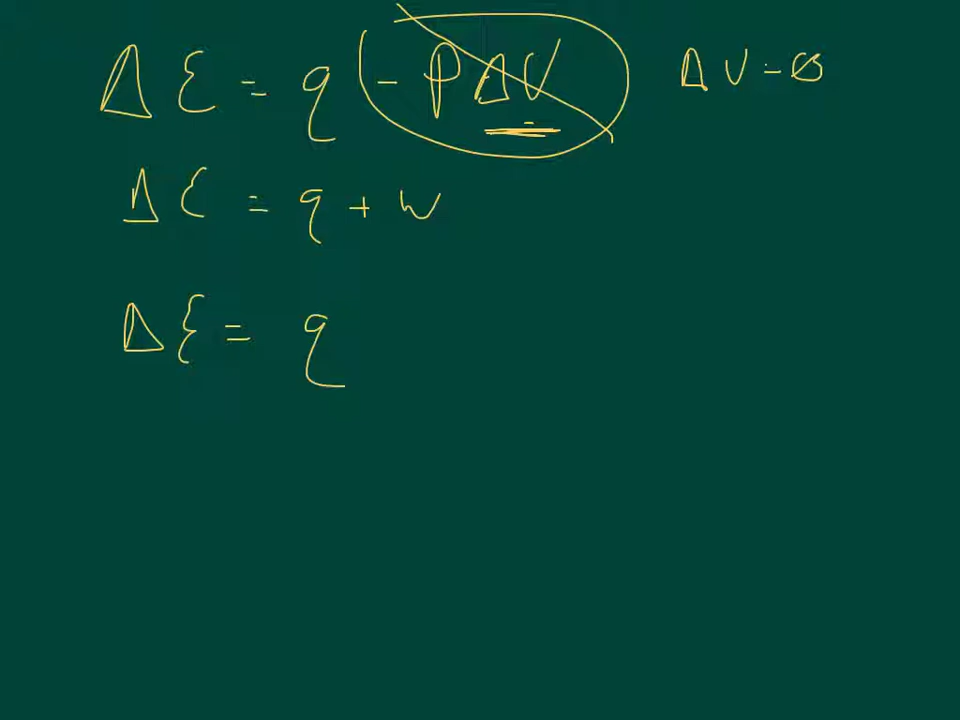 ΔE = q - PΔV ΔV = 0
ΔE = q + w
ΔE = q